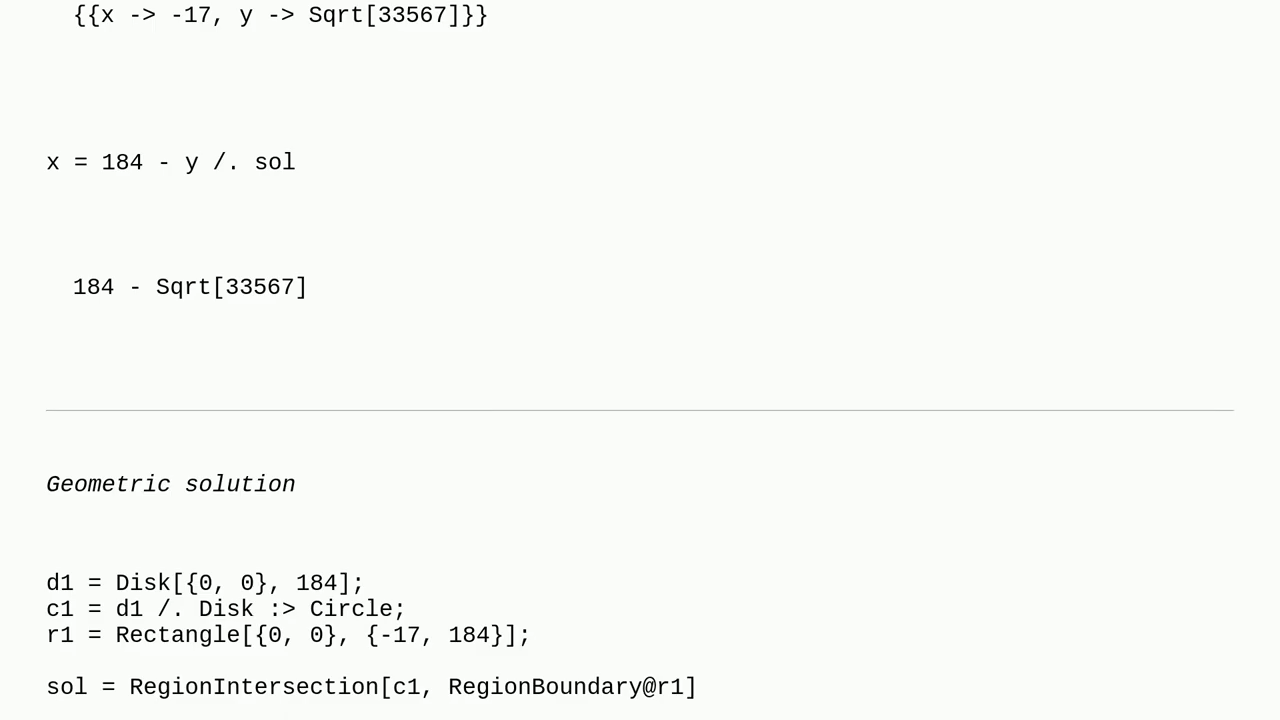 {{x -> -17, y -> Sqrt[33567]}}
x = 184 - y /. sol
184 - Sqrt[33567]
Geometric solution
d1 = Disk[{0, 0}, 184];
c1 = d1 /. Disk :> Circle;
r1 = Rectangle[{0, 0}, {-17, 184}];
sol = RegionIntersection[c1, RegionBoundary@r1]